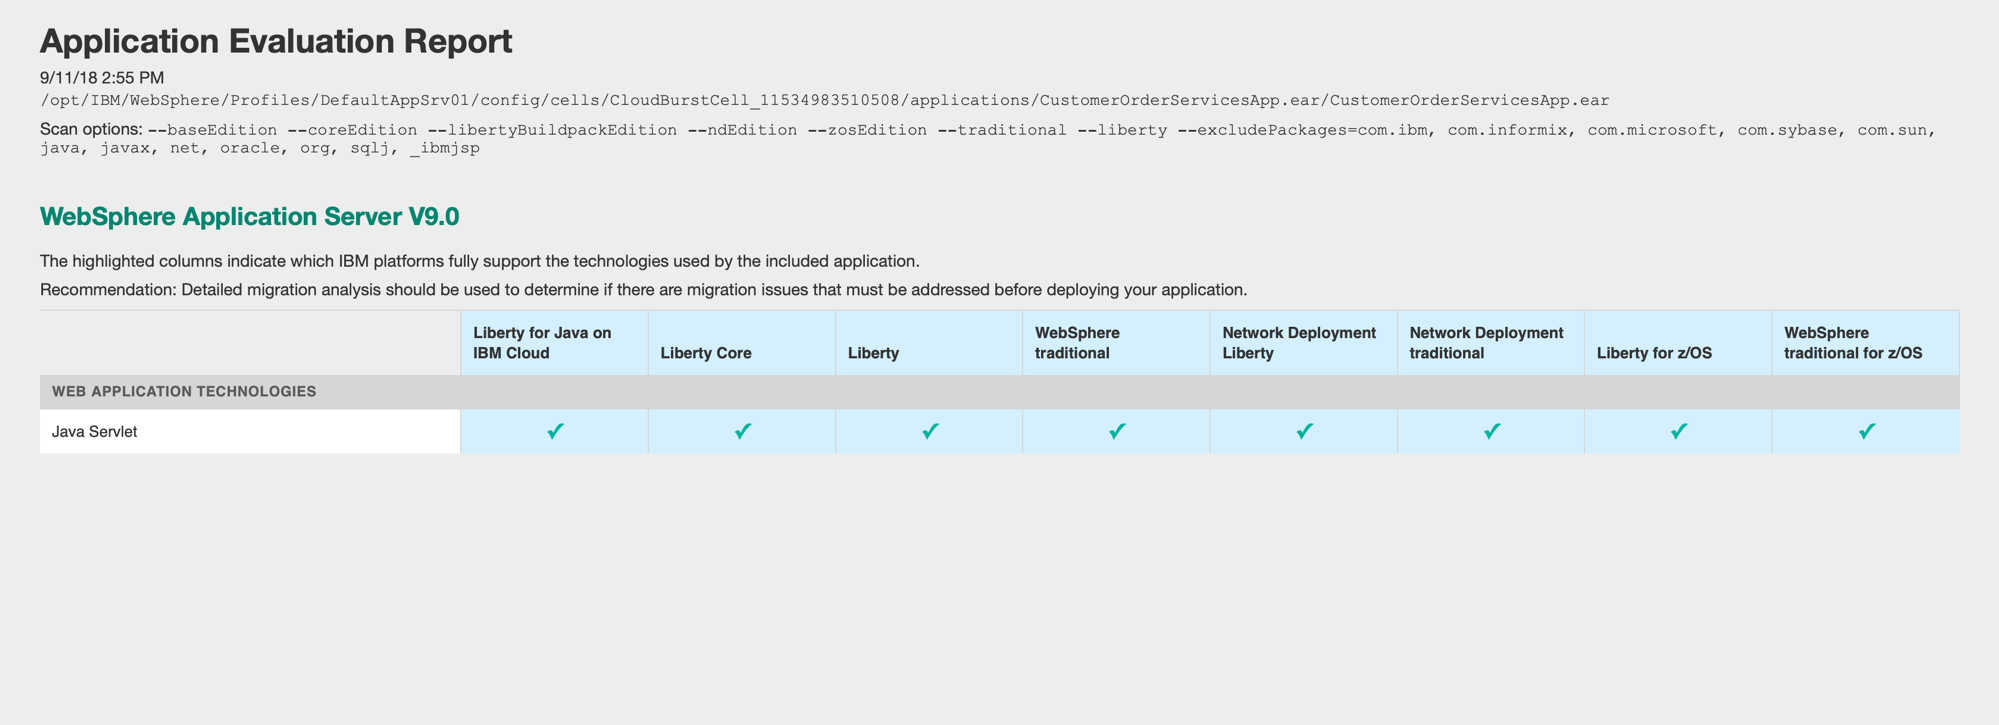 Application Evaluation Report
9/11/18 2:55 PM
/opt/IBM/WebSphere/Profiles/DefaultAppSrv01/config/cells/CloudBurstCell_11534983510508/applications/CustomerOrderServicesApp.ear/CustomerOrderServicesApp.ear
Scan options: --baseEdition --coreEdition --libertyBuildpackEdition --ndEdition --zosEdition --traditional --liberty --excludePackages=com.ibm, com.informix, com.microsoft, com.sybase, com.sun,
java, javax, net, oracle, org, sqlj, _ibmjsp
WebSphere Application Server V9.0
The highlighted columns indicate which IBM platforms fully support the technologies used by the included application.
Recommendation: Detailed migration analysis should be used to determine if there are migration issues that must be addressed before deploying your application.
Liberty for Java on
IBM Cloud
Liberty Core
Liberty
WebSphere
traditional
Network Deployment
Liberty
Network Deployment
traditional
Liberty for z/OS
WebSphere
traditional for z/OS
WEB APPLICATION TECHNOLOGIES
Java Servlet ✓ ✓ ✓ ✓ ✓ ✓ ✓ ✓